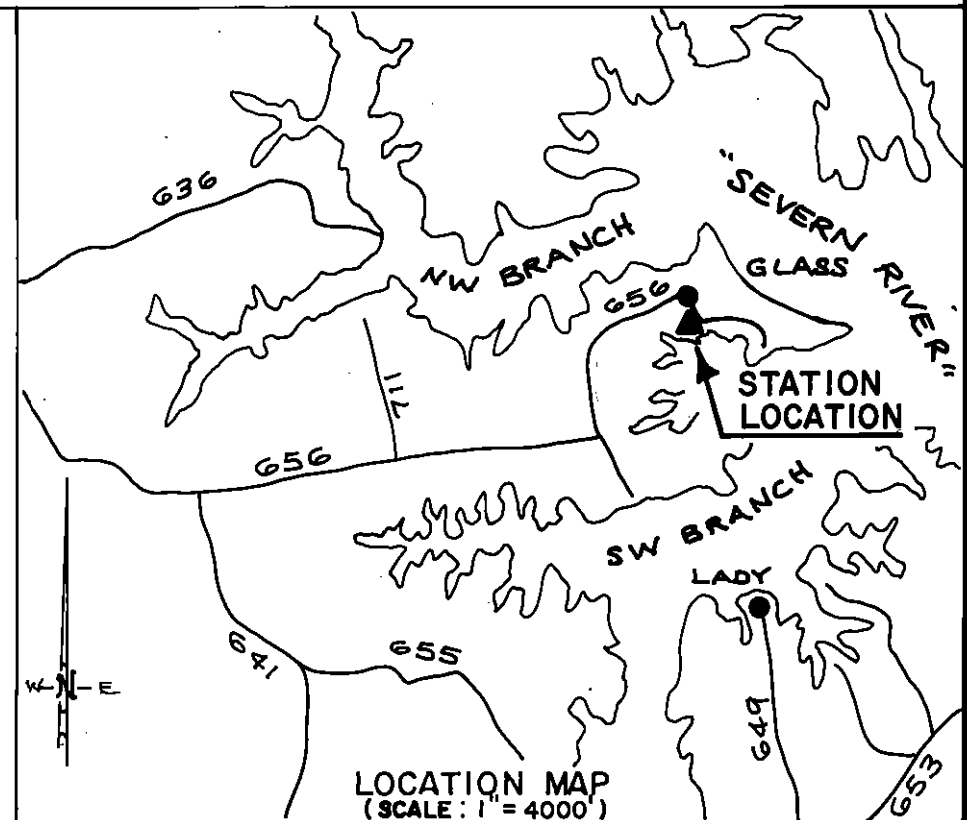 636
NW BRANCH
"SEVERN RIVER"
GLASS
656
STATION
LOCATION
711
656
SW BRANCH
LADY
641
655
W N E
649
653
LOCATION MAP
(SCALE: 1" = 4000')